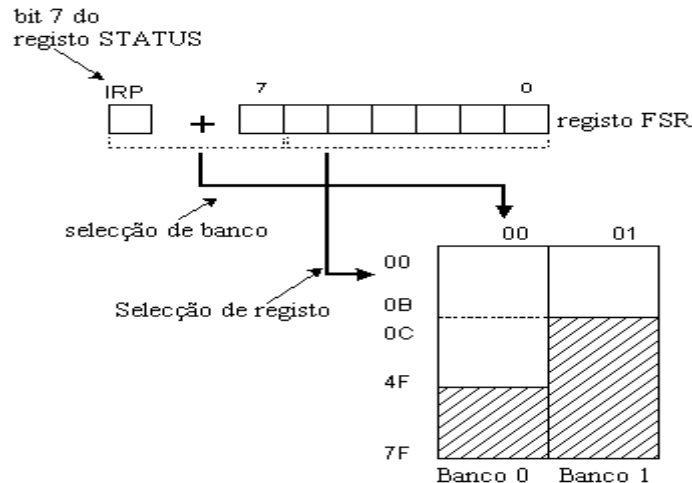 bit 7 do
registo STATUS
IRP
7
0
+
registo FSR
selecção de banco
00
01
00
Selecção de registo
0B
0C
4F
7F
Banco 0
Banco 1